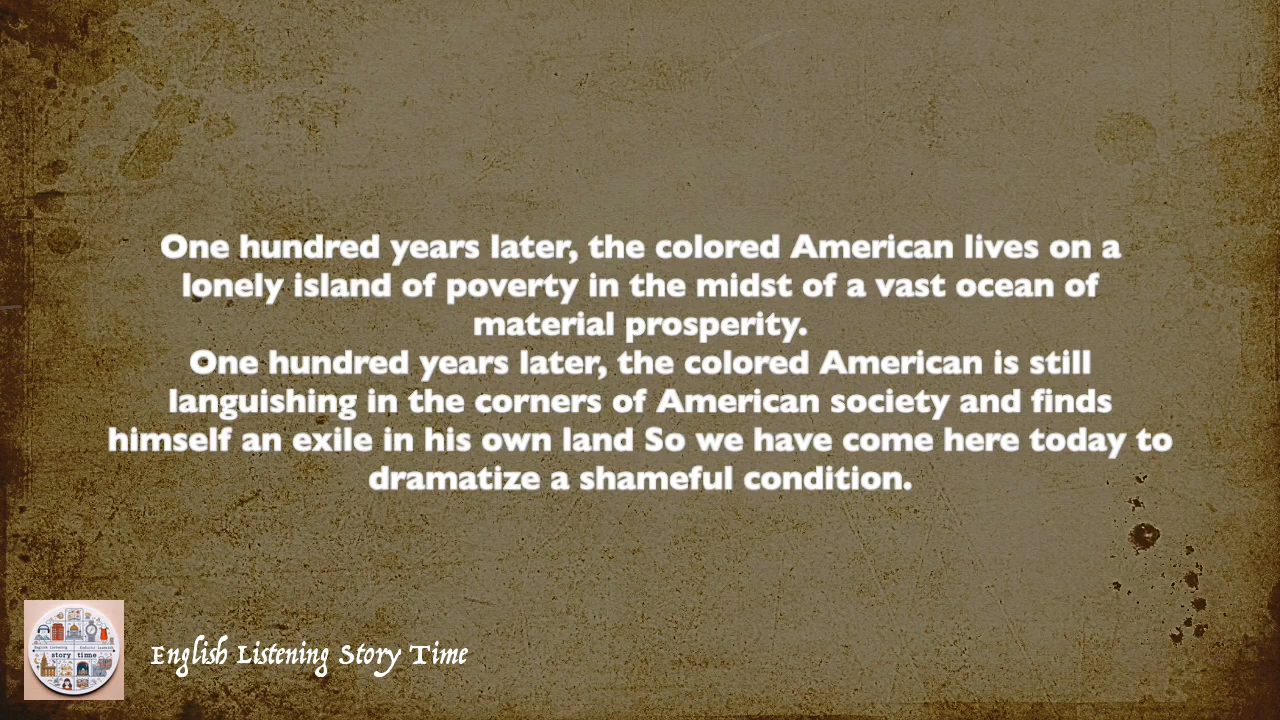 One hundred years later, the colored American lives on a
lonely island of poverty in the midst of a vast ocean of
material prosperity.
One hundred years later, the colored American is still
languishing in the corners of American society and finds
himself an exile in his own land So we have come here today to
dramatize a shameful condition.
English Listening Story Time
story time